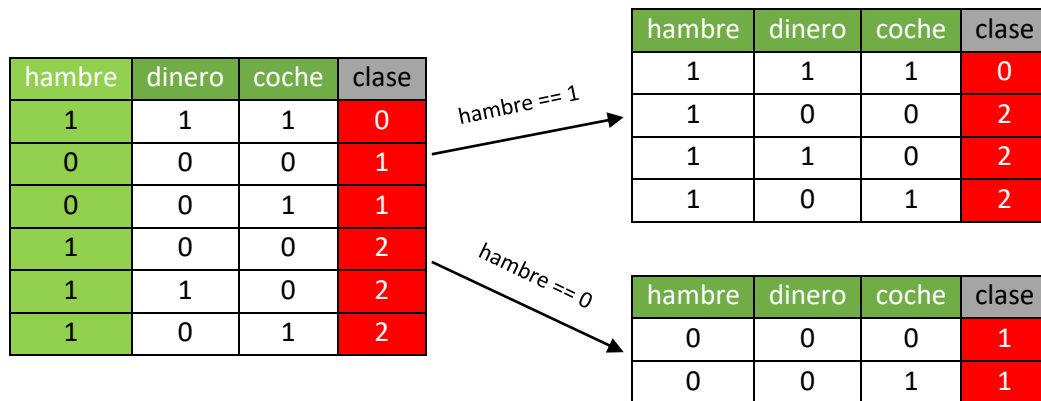 hambre dinero coche clase
1 1 1 0
0 0 0 1
0 0 1 1
1 0 0 2
1 1 0 2
1 0 1 2
hambre == 1
hambre dinero coche clase
1 1 1 0
1 0 0 2
1 1 0 2
1 0 1 2
hambre == 0
hambre dinero coche clase
0 0 0 1
0 0 1 1